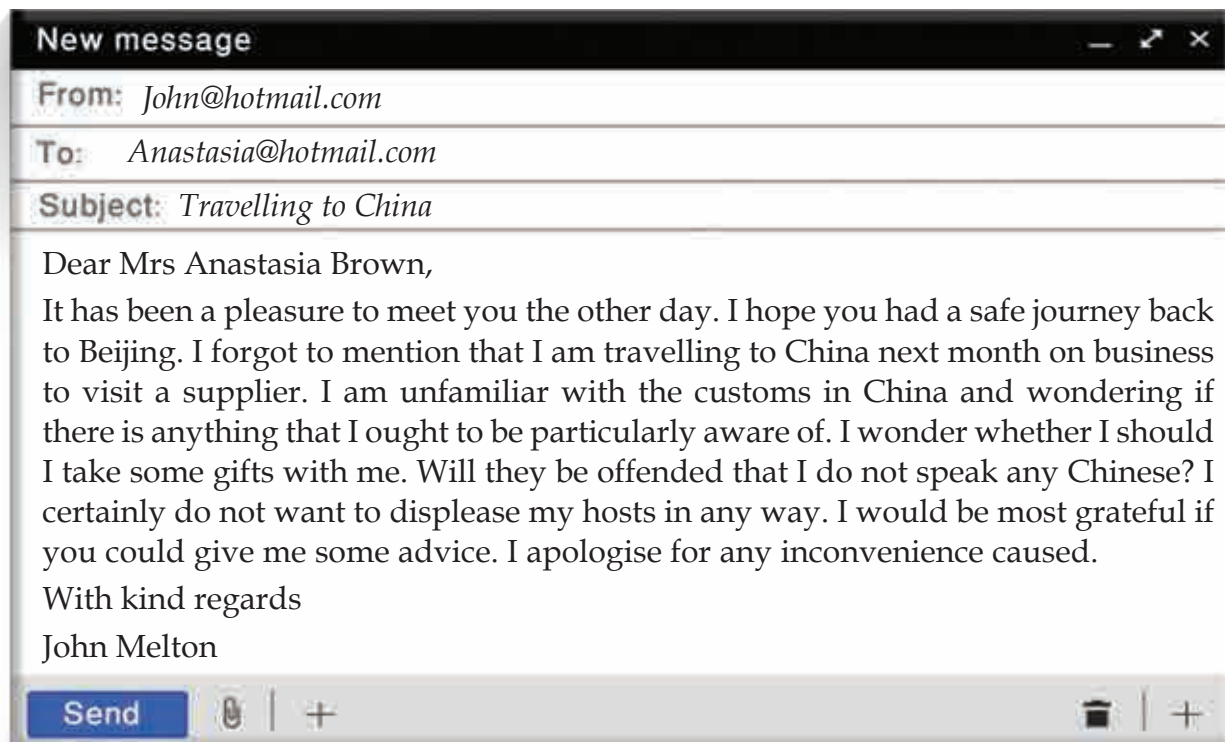 New message
From: John@hotmail.com
To: Anastasia@hotmail.com
Subject: Travelling to China
Dear Mrs Anastasia Brown,
It has been a pleasure to meet you the other day. I hope you had a safe journey back
to Beijing. I forgot to mention that I am travelling to China next month on business
to visit a supplier. I am unfamiliar with the customs in China and wondering if
there is anything that I ought to be particularly aware of. I wonder whether I should
I take some gifts with me. Will they be offended that I do not speak any Chinese? I
certainly do not want to displease my hosts in any way. I would be most grateful if
you could give me some advice. I apologise for any inconvenience caused.
With kind regards
John Melton
Send